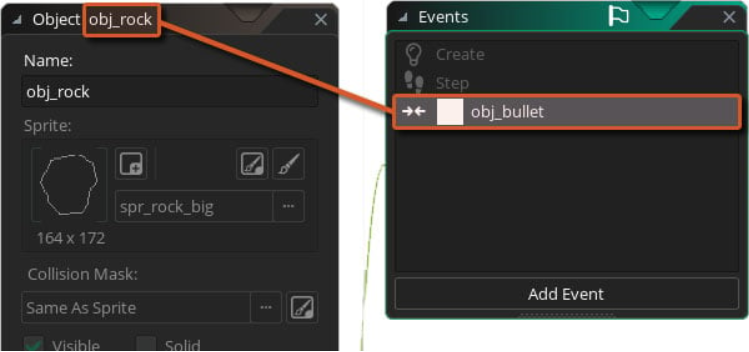 Object obj_rock
Name:
obj_rock
Sprite:
spr_rock_big
164 x 172
Collision Mask:
Same As Sprite
Visible
Solid
Events
Create
Step
obj_bullet
Add Event